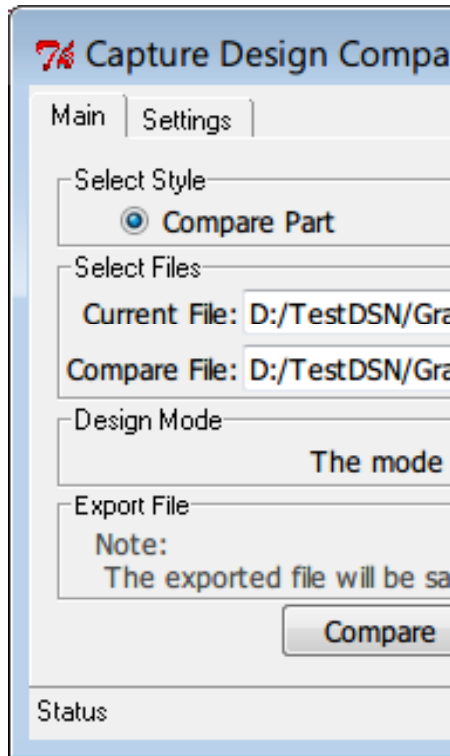 Capture Design Compa
Main Settings
Select Style
Compare Part
Select Files
Current File: D:/TestDSN/Gra
Compare File: D:/TestDSN/Gra
Design Mode
The mode
Export File
Note:
The exported file will be sa
Compare
Status